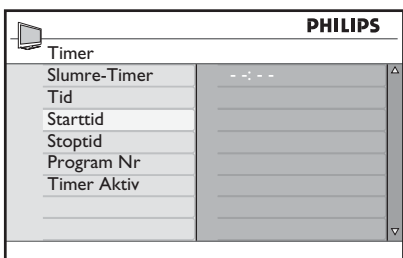 PHILIPS
Timer
Slumre-Timer - -: - -
Tid
Starttid
Stoptid
Program Nr
Timer Aktiv